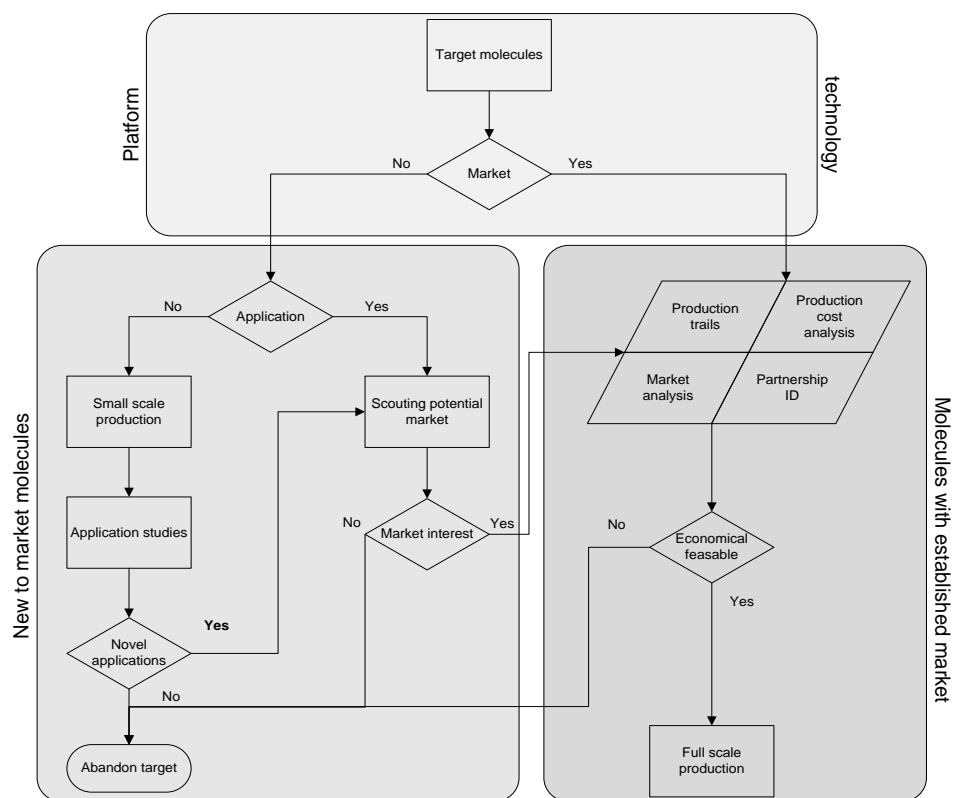 Target molecules
Platform
technology
No
Yes
Market
No
Application
Yes
Production
trails
Production
cost
analysis
Market
analysis
Partnership
ID
Small scale
production
Scouting potential
market
New to market molecules
Molecules with established market
Application studies
No
Market interest
Yes
No
Economical
feasable
Yes
Yes
Novel
applications
No
Abandon target
Full scale
production